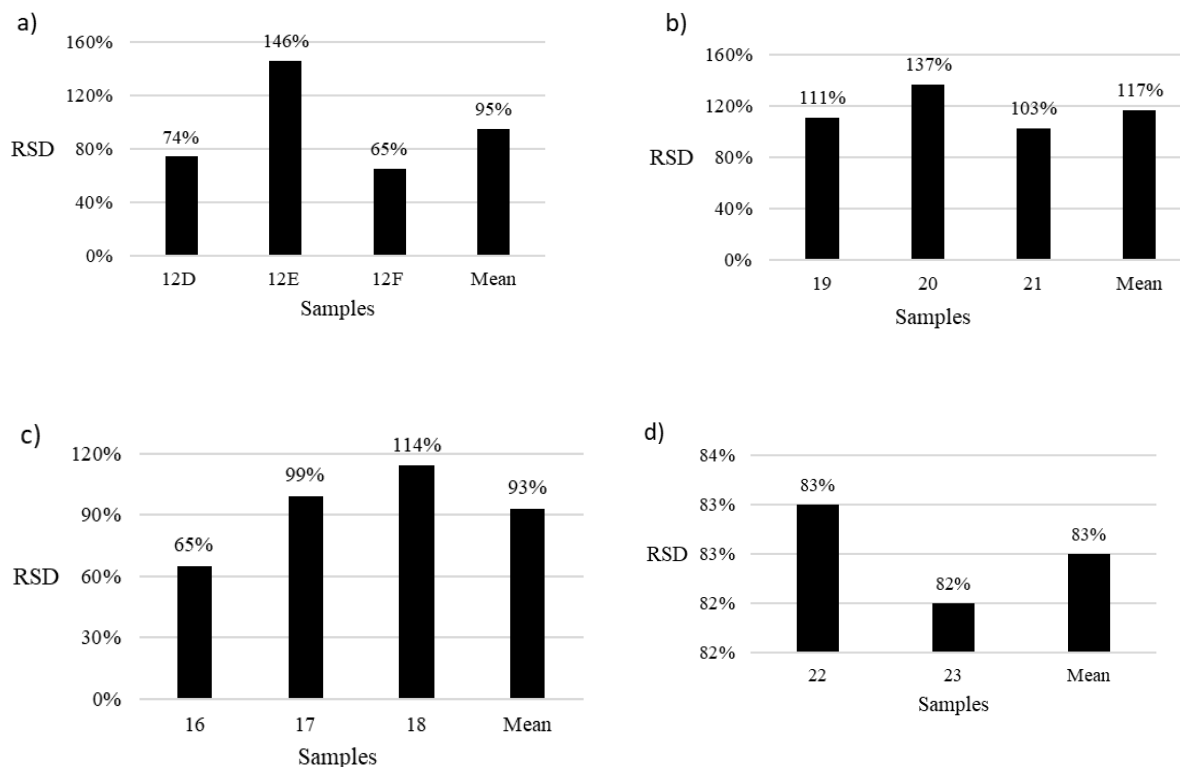 a)
160%
120%
80%
40%
0%
RSD
74%
146%
65%
95%
12D 12E 12F Mean
Samples
b)
160%
120%
80%
40%
0%
RSD
111%
137%
103%
117%
19 20 21 Mean
Samples
c)
120%
90%
60%
30%
0%
RSD
65%
99%
114%
93%
16 17 18 Mean
Samples
d)
84%
83%
83%
82%
82%
RSD
83%
82%
83%
22 23 Mean
Samples